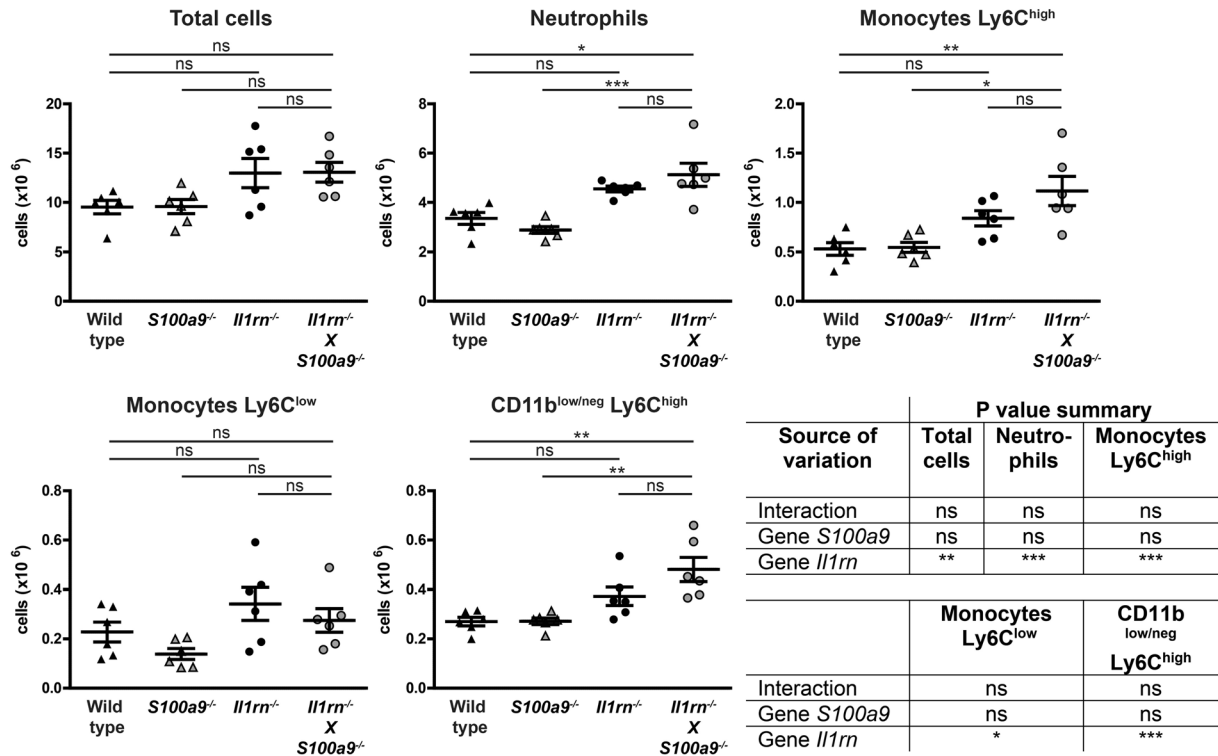 Total cells
ns
ns
ns
ns
20
15
10
5
0
cells (x10 6)
Wild type
S100a9-/-
Il1rn-/-
Il1rn-/- X S100a9-/-
Neutrophils
*
ns
***
ns
8
6
4
2
0
cells (x10 6)
Wild type
S100a9-/-
Il1rn-/-
Il1rn-/- X S100a9-/-
Monocytes Ly6Chigh
**
ns
*
ns
2.0
1.5
1.0
0.5
0.0
cells (x10 6)
Wild type
S100a9-/-
Il1rn-/-
Il1rn-/- X S100a9-/-
Monocytes Ly6Clow
ns
ns
ns
ns
0.8
0.6
0.4
0.2
0.0
cells (x10 6)
Wild type
S100a9-/-
Il1rn-/-
Il1rn-/- X S100a9-/-
CD11blow/neg Ly6Chigh
**
ns
**
ns
0.8
0.6
0.4
0.2
0.0
cells (x10 6)
Wild type
S100a9-/-
Il1rn-/-
Il1rn-/- X S100a9-/-
P value summary
Source of variation Total cells Neutro-phils Monocytes Ly6Chigh
Interaction ns ns ns
Gene S100a9 ns ns ns
Gene Il1rn ** *** ***
Monocytes Ly6Clow CD11b low/neg Ly6Chigh
Interaction ns ns
Gene S100a9 ns ns
Gene Il1rn * ***